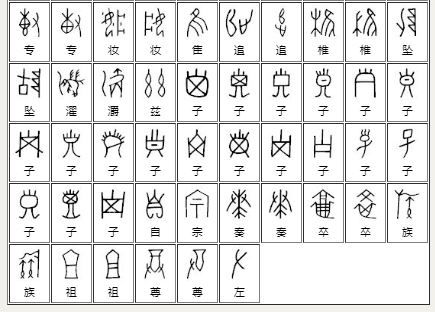 专 专 妆 妆 隹 追 追 椎 椎 坠
坠 濯 灂 兹 子 子 子 子 子 子
子 子 子 子 子 子 子 子 子 子
子 子 子 自 宗 奏 奏 卒 卒 族
族 祖 祖 尊 尊 左